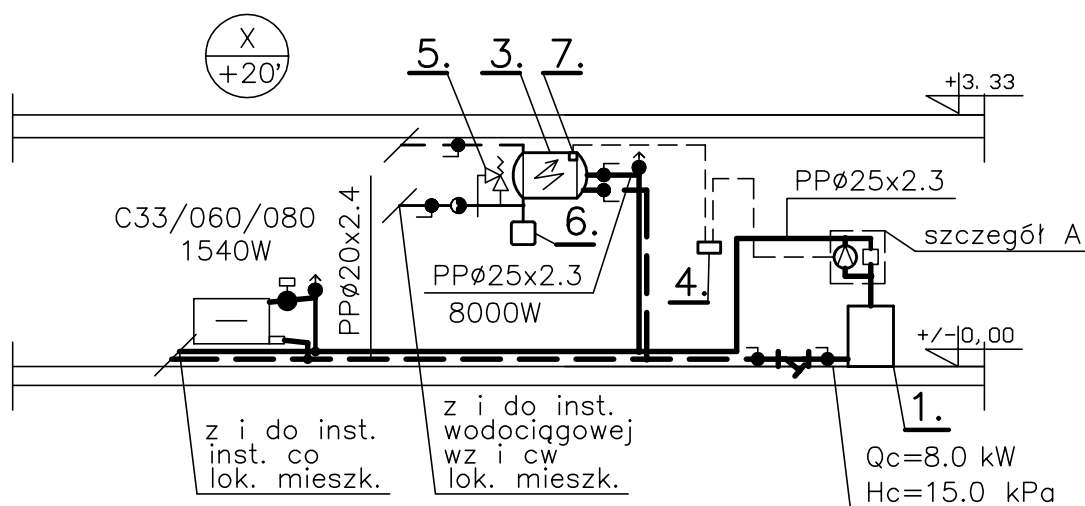 X
+20'
5.
3.
7.
+3. 33
PPø25x2.3
C33/060/080
1540W
PPø20x2.4
6.
szczegół A
PPø25x2.3
8000W
4.
+/-0,00
1.
z i do inst.
inst. co
lok. mieszk.
z i do inst.
wodociągowej
wz i cw
lok. mieszk.
Qc=8.0 kW
Hc=15.0 kPa